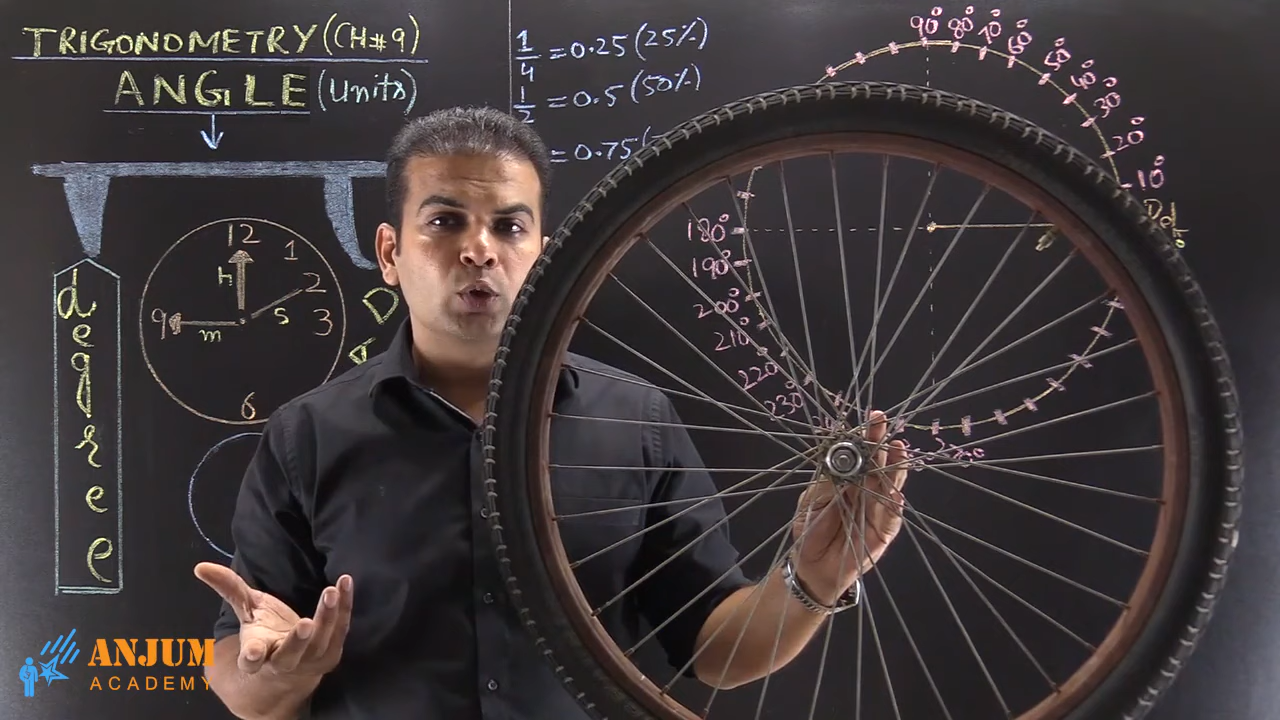 TRIGONOMETRY (CH#9)
ANGLE (Units)
1/4 = 0.25 (25%)
1/2 = 0.5 (50%)
= 0.75
degree
D
12
1
2
3
6
9
h
m
s
90°
80°
70°
60°
50°
40°
30°
20°
10°
180°
190°
200°
210°
220°
230°
ANJUM
ACADEMY